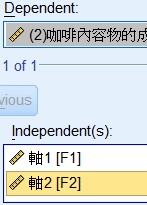 Dependent:
(2)咖啡內容物的成
1 of 1
vious
Independent(s):
軸1 [F1]
軸2 [F2]